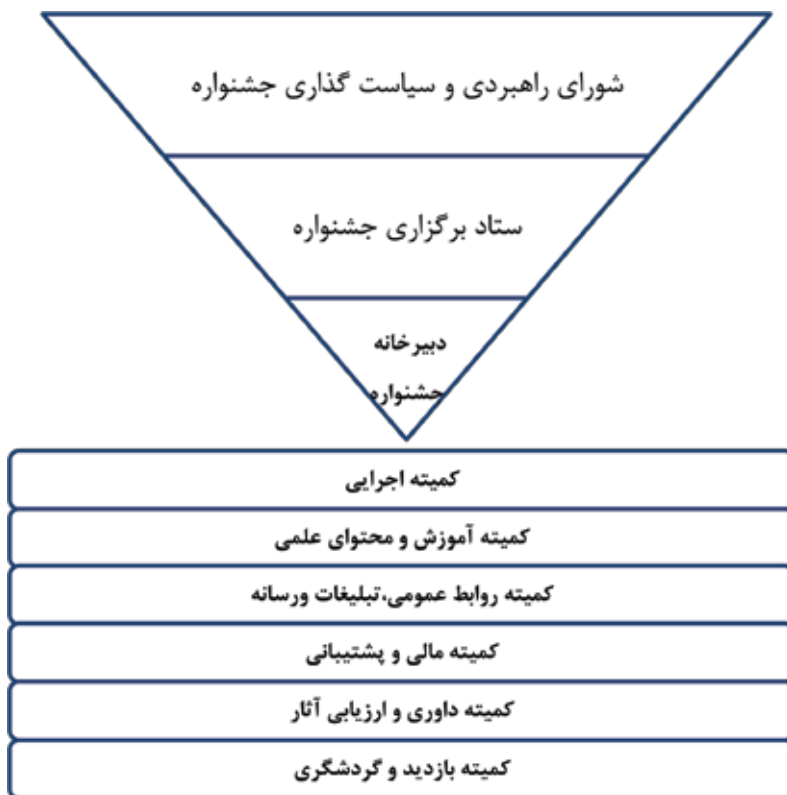 شورای راهبردی و سیاست گذاری جشنواره
ستاد برگزاری جشنواره
دبیرخانه
جشنواره
کمیته اجرایی
کمیته آموزش و محتوای علمی
کمیته روابط عمومی،تبلیغات ورسانه
کمیته مالی و پشتیبانی
کمیته داوری و ارزیابی آثار
کمیته بازدید و گردشگری